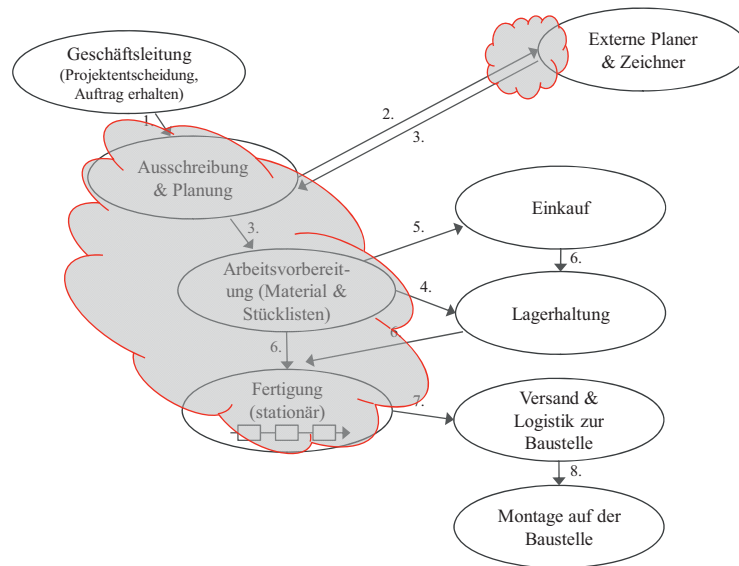 Geschäftsleitung
(Projektentscheidung,
Auftrag erhalten)
Externe Planer
& Zeichner
1.
2.
3.
Ausschreibung
& Planung
3.
5.
Einkauf
Arbeitsvorbereit-
ung (Material &
Stücklisten)
4.
6.
Lagerhaltung
6.
6.
Fertigung
(stationär)
7.
Versand &
Logistik zur
Baustelle
8.
Montage auf der
Baustelle